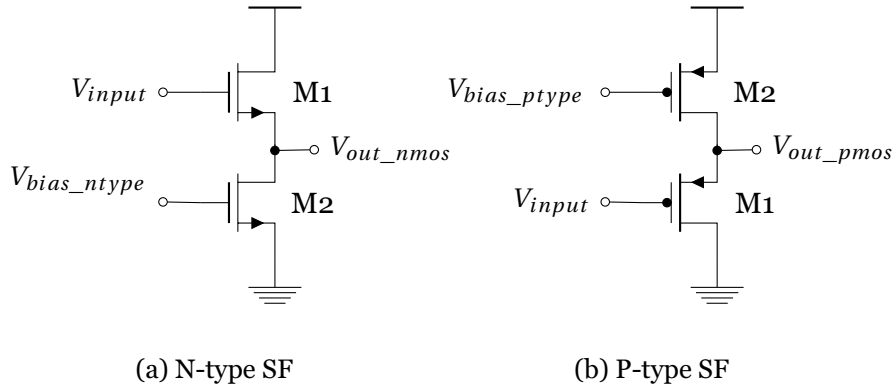 V_input
M1
V_out_nmos
V_bias_ntype
M2
(a) N-type SF
V_bias_ptype
M2
V_out_pmos
V_input
M1
(b) P-type SF